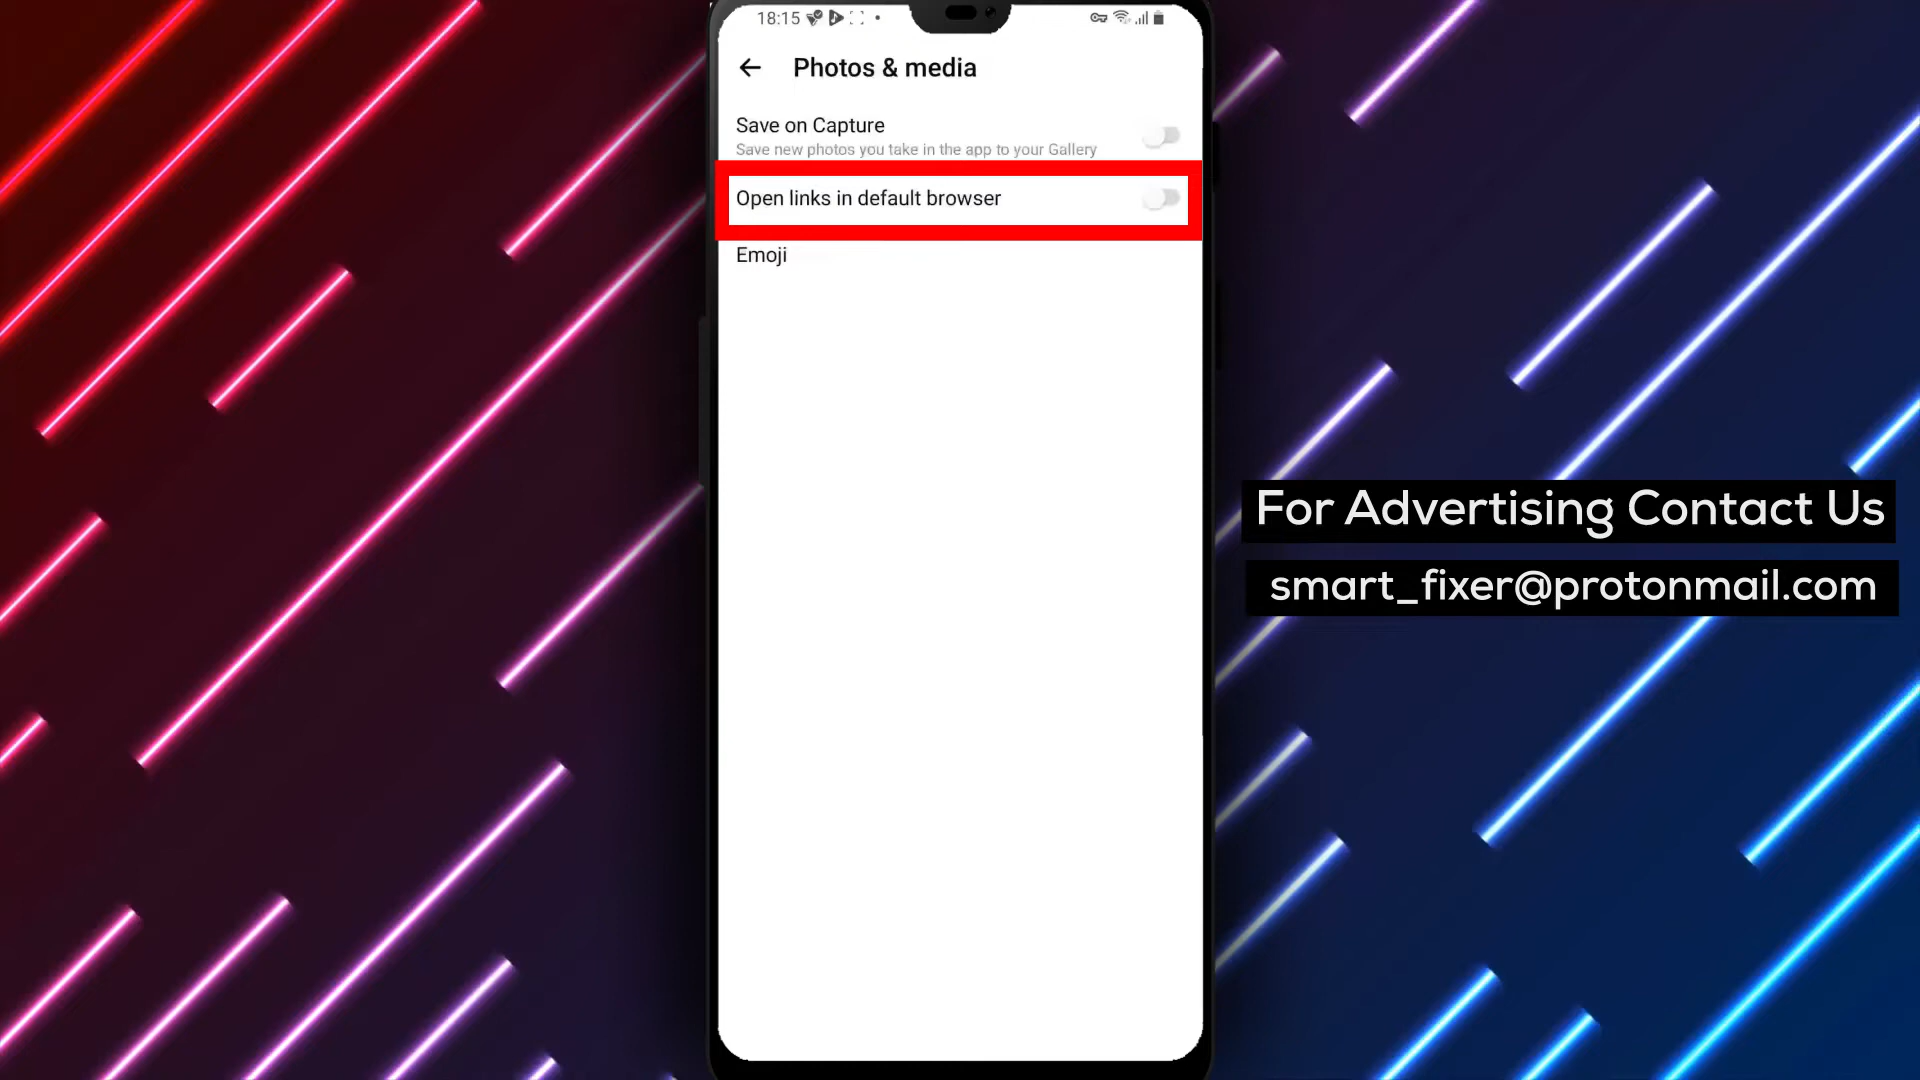 18:15
Photos & media
Save on Capture
Save new photos you take in the app to your Gallery
Open links in default browser
Emoji
For Advertising Contact Us
smart_fixer@protonmail.com